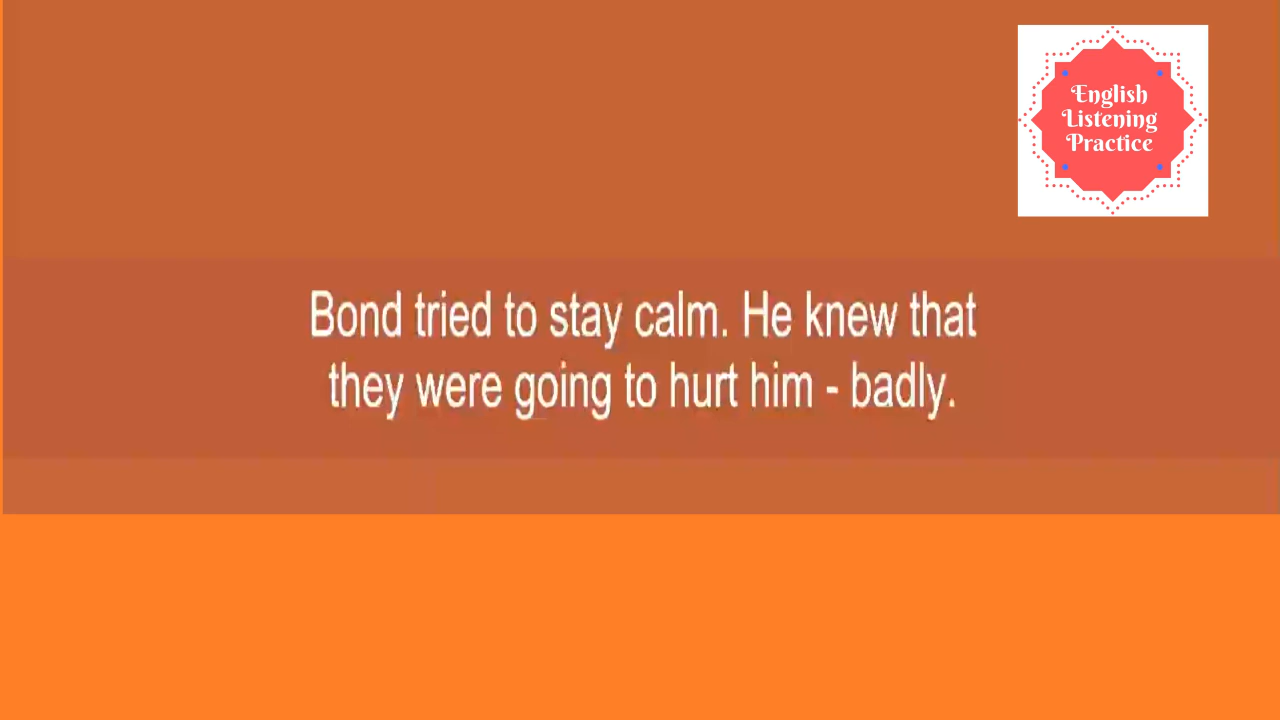 English
Listening
Practice
Bond tried to stay calm. He knew that
they were going to hurt him - badly.